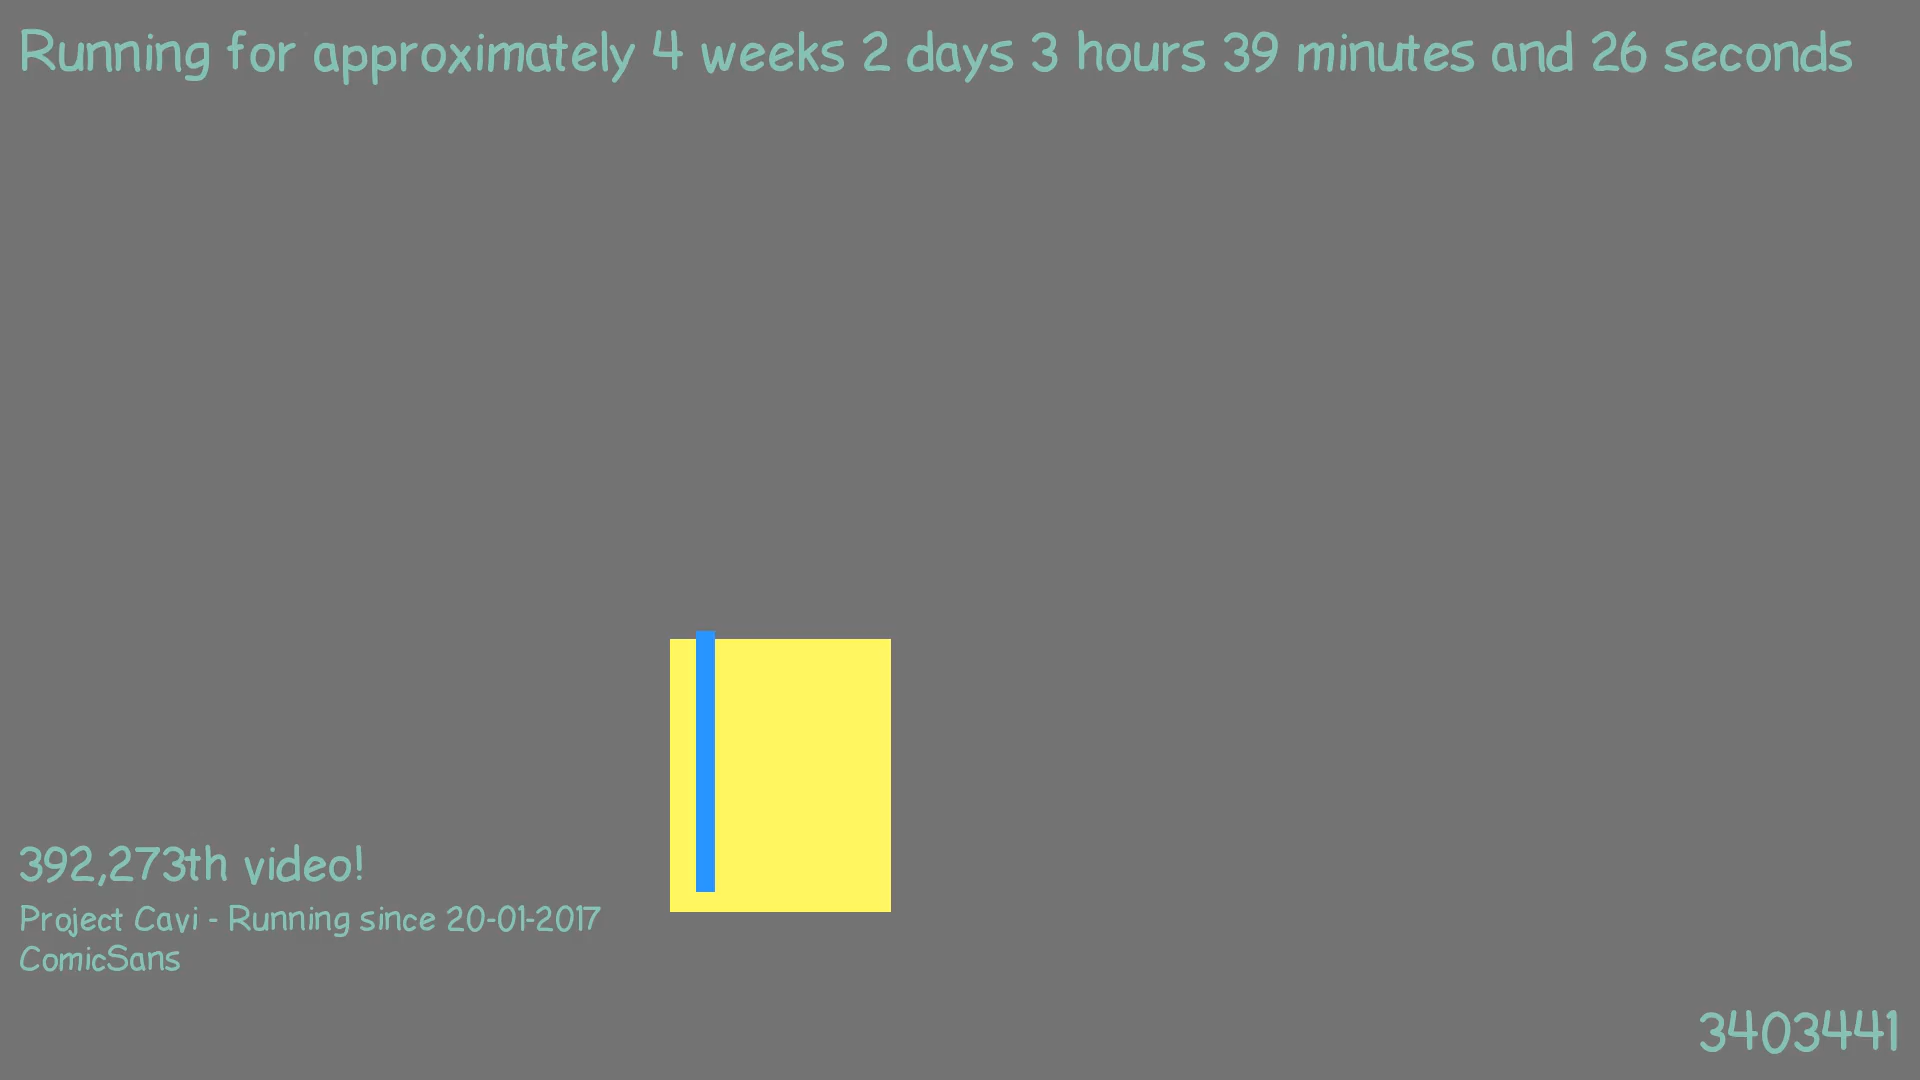 Running for approximately 4 weeks 2 days 3 hours 39 minutes and 26 seconds
392,273th video!
Project Cavi - Running since 20-01-2017
ComicSans
3403441